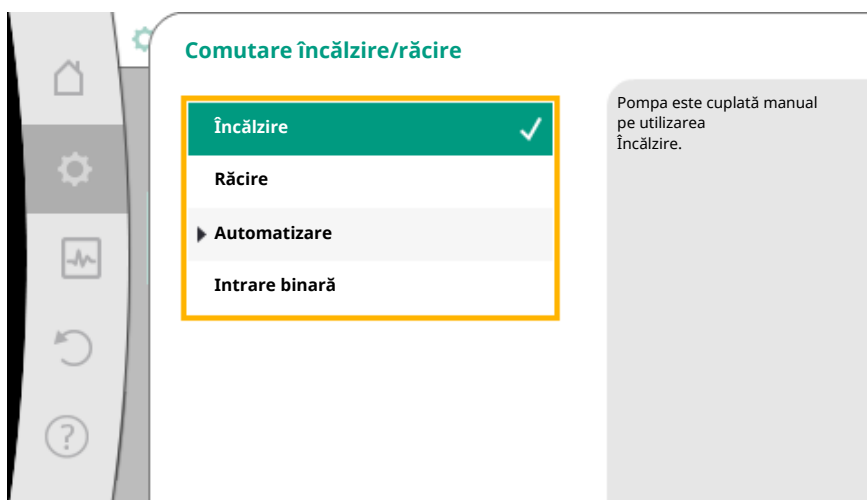 Comutare încălzire/răcire
Încălzire
Răcire
Automatizare
Intrare binară
Pompa este cuplată manual
pe utilizarea
Încălzire.
?